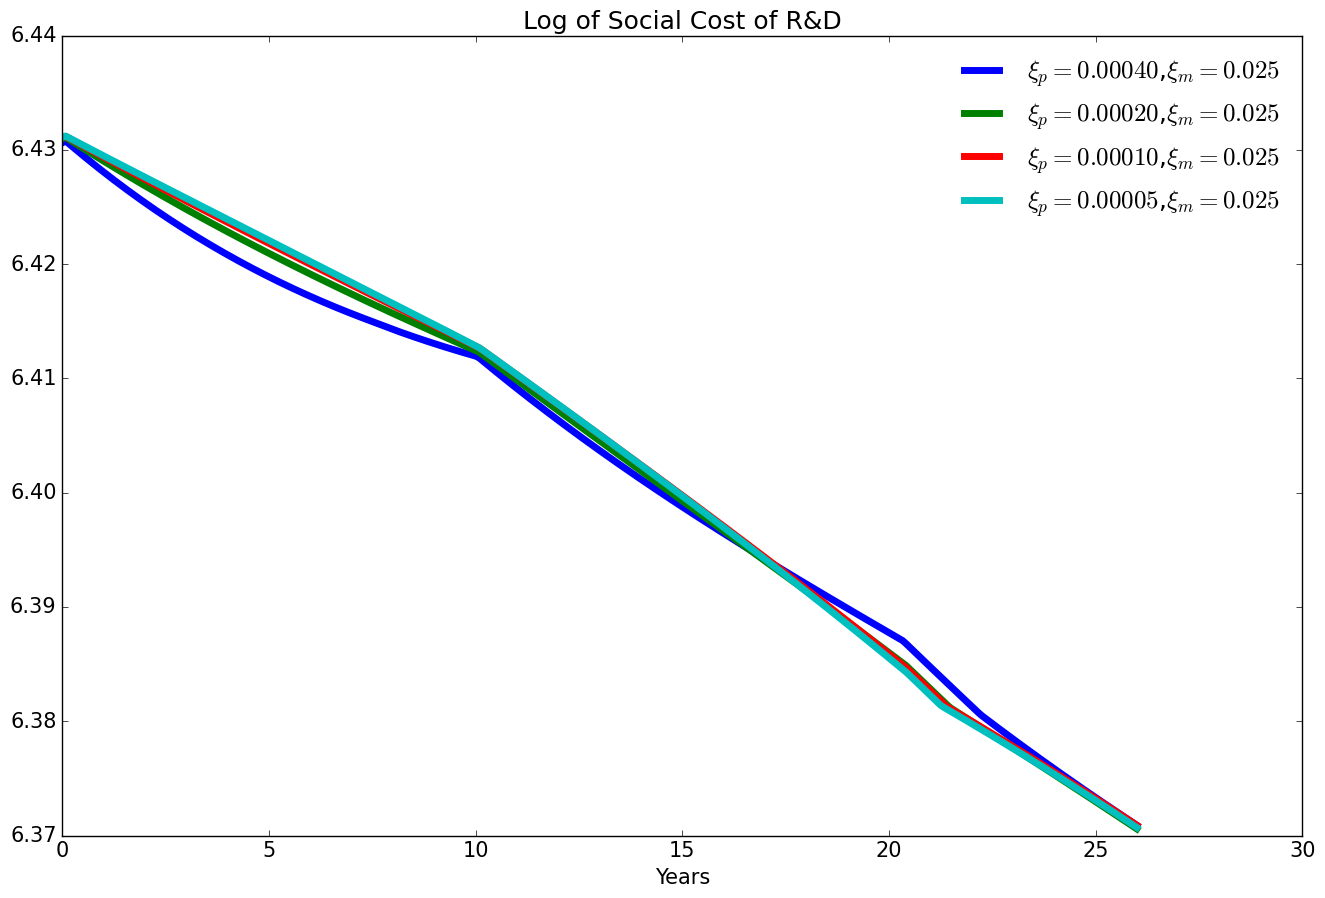 Log of Social Cost of R&D
6.44
6.43
6.42
6.41
6.40
6.39
6.38
6.37
ξp = 0.00040,ξm = 0.025
ξp = 0.00020,ξm = 0.025
ξp = 0.00010,ξm = 0.025
ξp = 0.00005,ξm = 0.025
0 5 10 15 20 25 30
Years